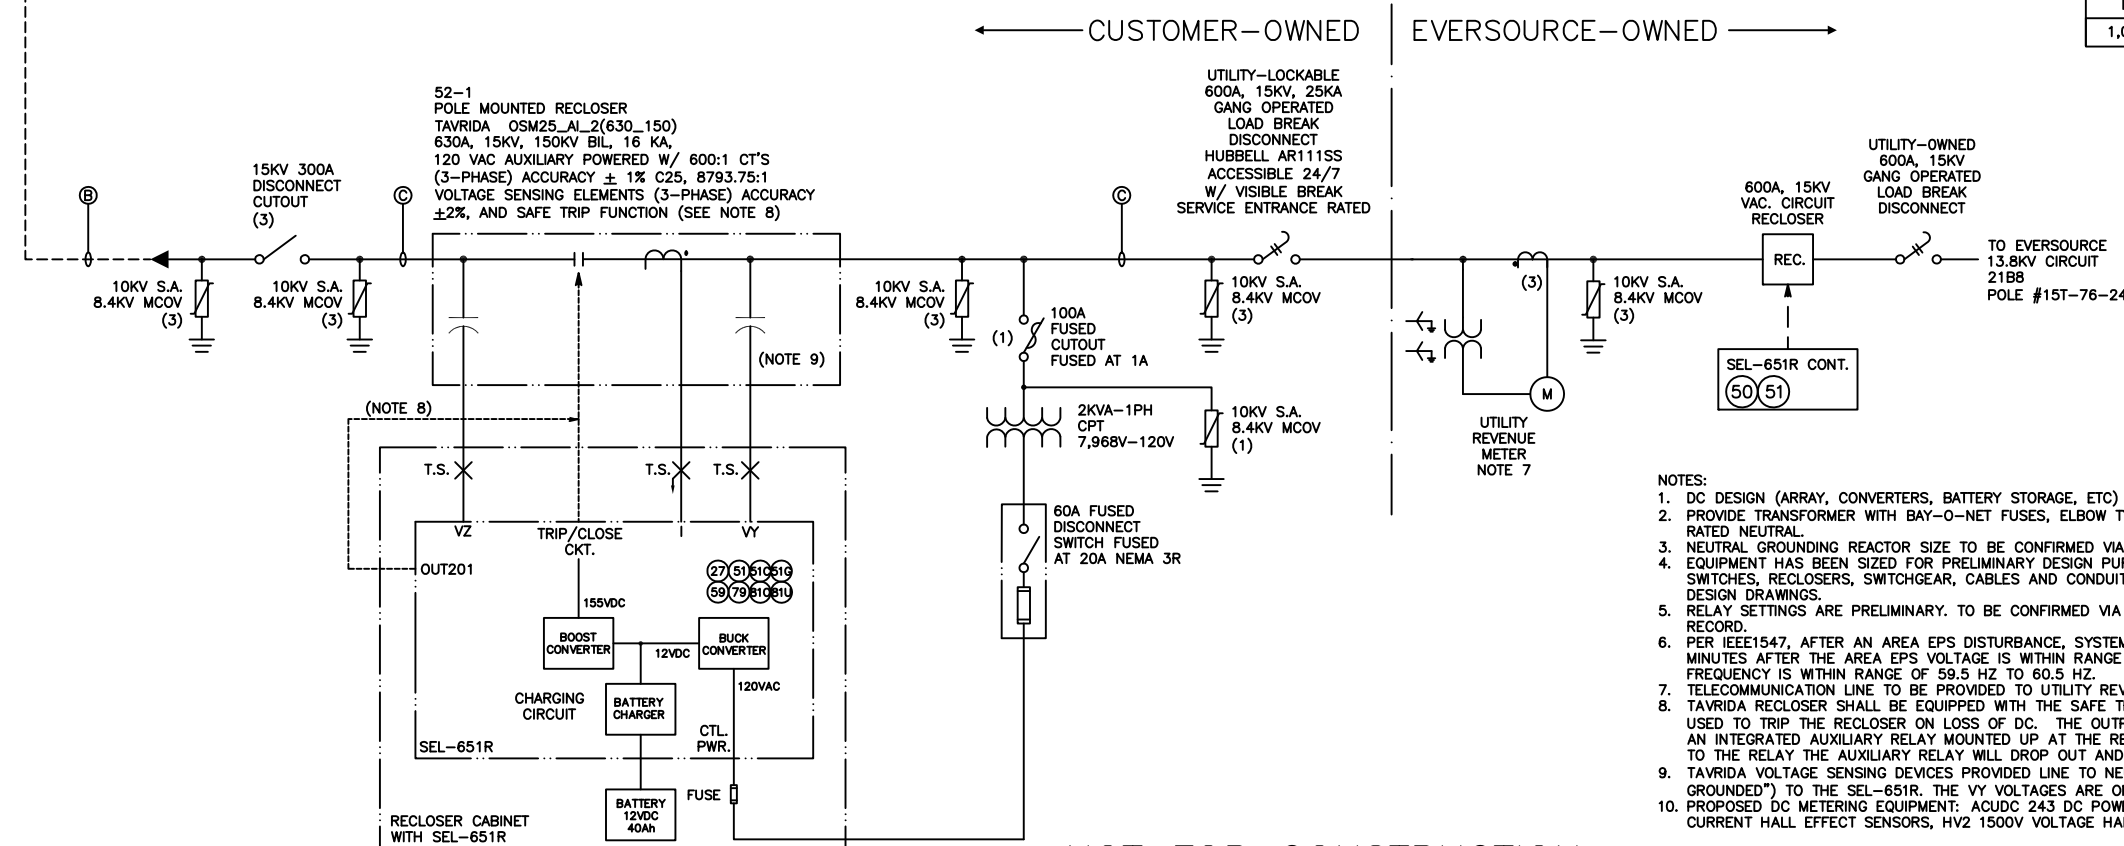 CUSTOMER-OWNED
EVERSOURCE-OWNED
52-1
POLE MOUNTED RECLOSER
TAVRIDA OSM25_AI_2(630_150)
630A, 15KV, 150KV BIL, 16 KA,
120 VAC AUXILIARY POWERED W/ 600:1 CT'S
(3-PHASE) ACCURACY ± 1% C25, 8793.75:1
VOLTAGE SENSING ELEMENTS (3-PHASE) ACCURACY
±2%, AND SAFE TRIP FUNCTION (SEE NOTE 8)
UTILITY-LOCKABLE
600A, 15KV, 25KA
GANG OPERATED
LOAD BREAK
DISCONNECT
HUBBELL AR111SS
ACCESSIBLE 24/7
W/ VISIBLE BREAK
SERVICE ENTRANCE RATED
UTILITY-OWNED
600A, 15KV
GANG OPERATED
LOAD BREAK
DISCONNECT
600A, 15KV
VAC. CIRCUIT
RECLOSER
15KV 300A
DISCONNECT
CUTOUT
(3)
B
C
C
REC.
TO EVERSOURCE
13.8KV CIRCUIT
21B8
POLE #15T-76-24
10KV S.A.
8.4KV MCOV
(3)
10KV S.A.
8.4KV MCOV
(3)
10KV S.A.
8.4KV MCOV
(3)
10KV S.A.
8.4KV MCOV
(3)
(3)
10KV S.A.
8.4KV MCOV
(3)
(1)
100A
FUSED
CUTOUT
FUSED AT 1A
(NOTE 9)
SEL-651R CONT.
50 51
M
UTILITY
REVENUE
METER
NOTE 7
(NOTE 8)
2KVA-1PH
CPT
7,968V-120V
10KV S.A.
8.4KV MCOV
(1)
T.S.
T.S.
T.S.
60A FUSED
DISCONNECT
SWITCH FUSED
AT 20A NEMA 3R
VZ
TRIP/CLOSE
CKT.
I
VY
OUT201
27 51 51C 51G
59 79 81O 81U
155VDC
BOOST
CONVERTER
12VDC
BUCK
CONVERTER
120VAC
CHARGING
CIRCUIT
BATTERY
CHARGER
CTL.
PWR.
SEL-651R
FUSE
BATTERY
12VDC
40Ah
RECLOSER CABINET
WITH SEL-651R
NOTES:
1. DC DESIGN (ARRAY, CONVERTERS, BATTERY STORAGE, ETC)
2. PROVIDE TRANSFORMER WITH BAY-O-NET FUSES, ELBOW
RATED NEUTRAL.
3. NEUTRAL GROUNDING REACTOR SIZE TO BE CONFIRMED VIA
4. EQUIPMENT HAS BEEN SIZED FOR PRELIMINARY DESIGN
SWITCHES, RECLOSERS, SWITCHGEAR, CABLES AND CONDUIT
DESIGN DRAWINGS.
5. RELAY SETTINGS ARE PRELIMINARY. TO BE CONFIRMED VIA
RECORD.
6. PER IEEE1547, AFTER AN AREA EPS DISTURBANCE, SYSTEM
MINUTES AFTER THE AREA EPS VOLTAGE IS WITHIN RANGE
FREQUENCY IS WITHIN RANGE OF 59.5 HZ TO 60.5 HZ.
7. TELECOMMUNICATION LINE TO BE PROVIDED TO UTILITY
8. TAVRIDA RECLOSER SHALL BE EQUIPPED WITH THE SAFE
USED TO TRIP THE RECLOSER ON LOSS OF DC. THE
AN INTEGRATED AUXILIARY RELAY MOUNTED UP AT THE
TO THE RELAY THE AUXILIARY RELAY WILL DROP OUT AND
9. TAVRIDA VOLTAGE SENSING DEVICES PROVIDED LINE TO
GROUNDED") TO THE SEL-651R. THE VY VOLTAGES ARE
10. PROPOSED DC METERING EQUIPMENT: ACUDC 243 DC
CURRENT HALL EFFECT SENSORS, HV2 1500V VOLTAGE